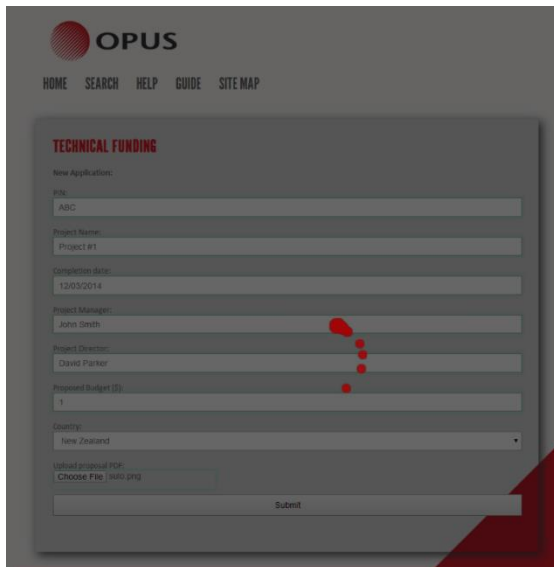 OPUS
HOME SEARCH HELP GUIDE SITE MAP
TECHNICAL FUNDING
New Application:
ABC
Project Name:
Project #1
Completion date:
12/03/2014
Project Manager:
John Smith
Project Director:
David Parker
Proposed Budget ($):
1
Country:
New Zealand
Upload proposal PDF:
Choose File
Submit